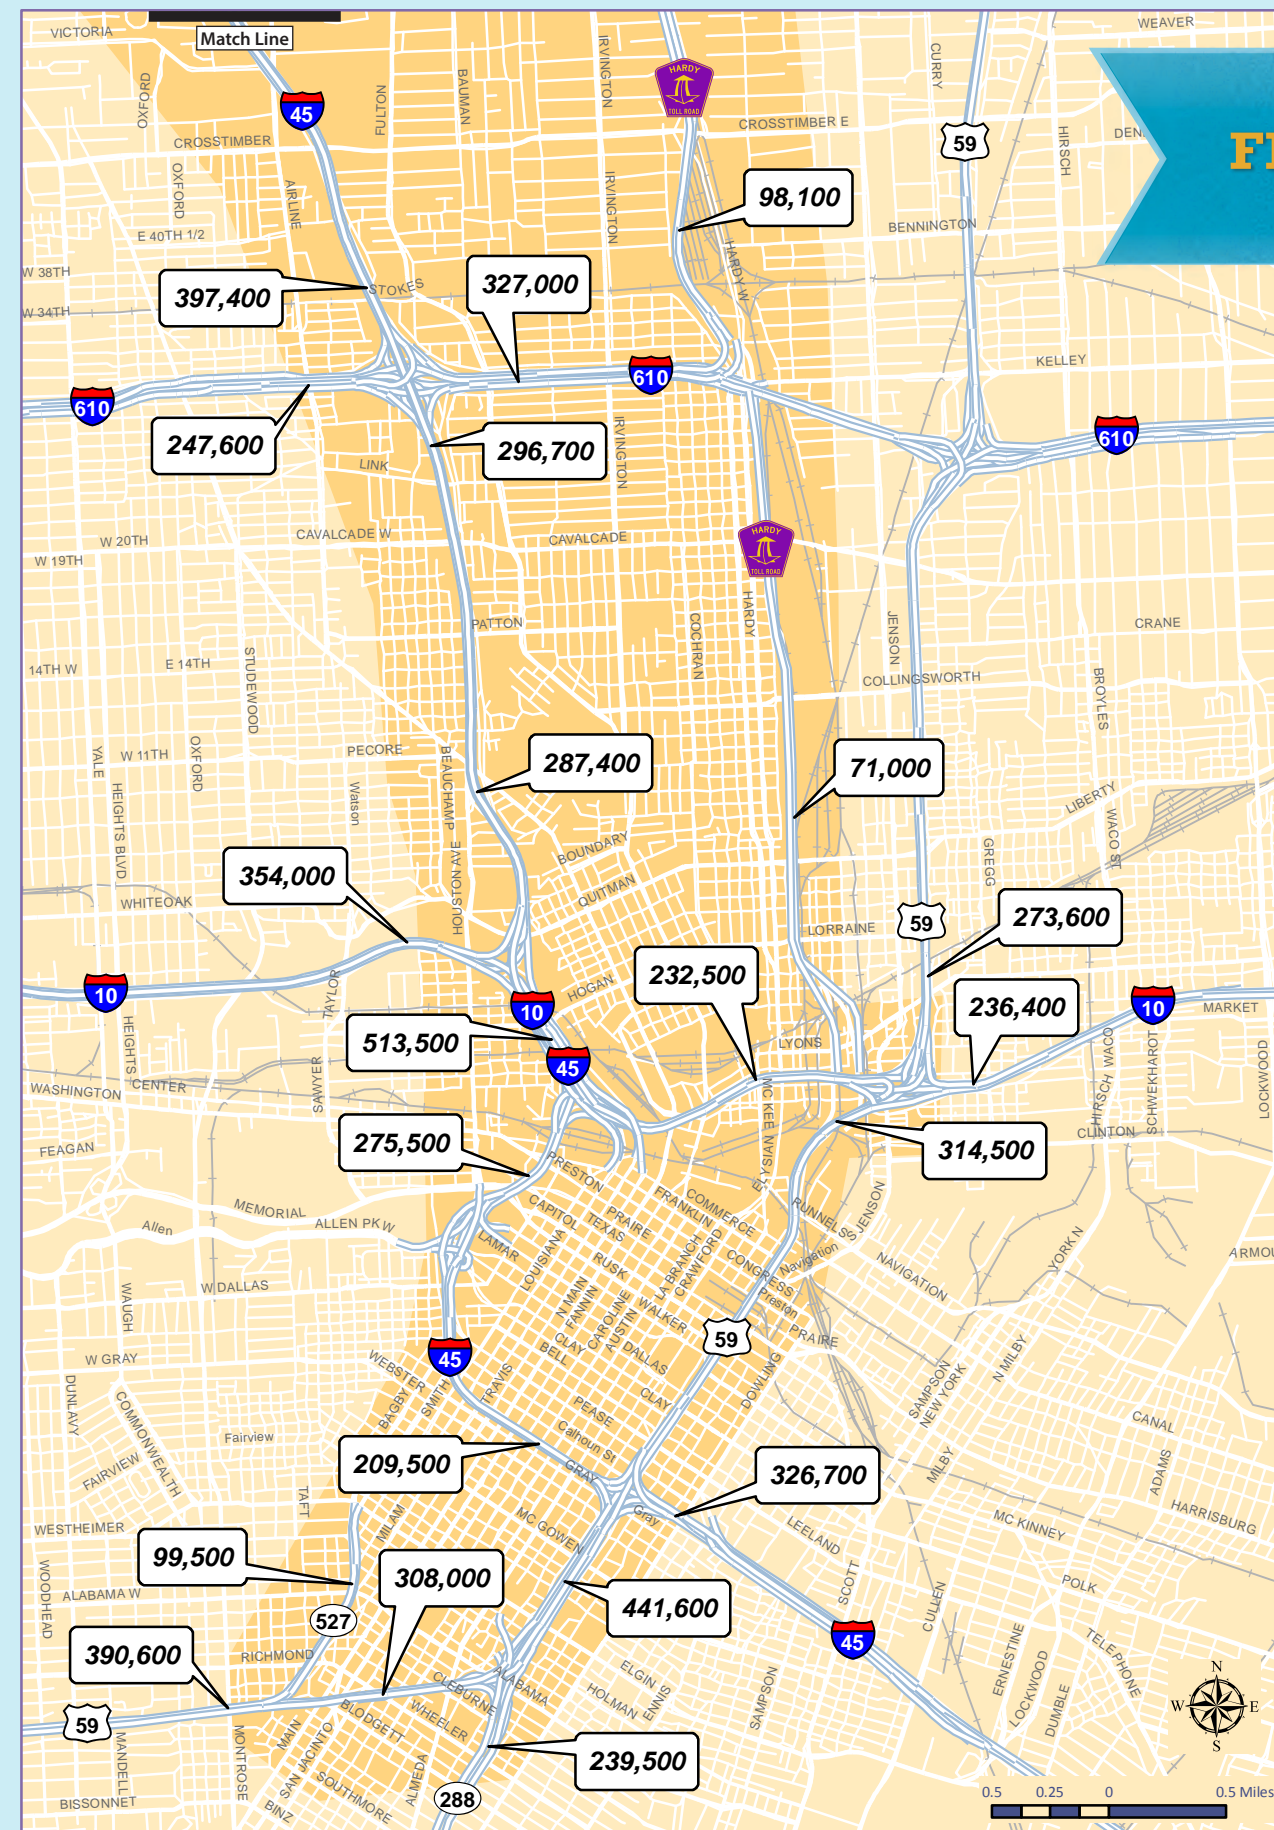 VICTORIA
Match Line
WEAVER
OXFORD
45
FULTON
BAUMAN
IRVINGTON
HARDY
TOLL ROAD
CURRY
59
HIRSCH
CROSSTIMBER
CROSSTIMBER E
OXFORD
AIRLINE
IRVINGTON
98,100
BENNINGTON
E 40TH 1/2
W 38TH
W 34TH
397,400
STOKES
327,000
HARDY W
KELLEY
610
610
610
247,600
LINK
296,700
IRVINGTON
CAVALCADE W
CAVALCADE
W 20TH
W 19TH
HARDY
TOLL ROAD
PATTON
COCHRAN
HARDY
JENSON
CRANE
14TH W
E 14TH
STUDEWOOD
COLLINGSWORTH
BROYLES
YALE
W 11TH
OXFORD
PECORE
BEAUCHAMP
287,400
71,000
HEIGHTS BLVD
Watson
LIBERTY
WACO ST
BOUNDARY
GREGG
354,000
HOUSTON AVE
QUITMAN
WHITEOAK
LORRAINE
59
273,600
10
TAYLOR
HOGAN
232,500
236,400
10
MARKET
10
513,500
45
LYONS
HEIGHTS
CENTER
WASHINGTON
SAWYER
MC KEE N
HIRSCH WACO
SCHWEKHAROT
LOCKWOOD
FEAGAN
275,500
PRESTON
ELYSIAN
314,500
CLINTON
MEMORIAL
Allen
ALLEN PKW
LAMAR
CAPITOL
TEXAS
PRAIRE
FRANKLIN
COMMERCE
RUNNELS
S JENSON
LOUISIANA
RUSK
LA BRANCH
CRAWFORD
CONGRESS
Navigation
NAVIGATION
YORK N
W DALLAS
WAUGH
N MAIN
FANNIN
CAROLINE
AUSTIN
WALKER
Preston
PRAIRE
CLAY
BELL
DALLAS
59
W GRAY
45
WEBSTER
SMITH
TRAVIS
BAGBY
CLAY
DOWLING
SAMPSON
NEW YORK
N MILBY
DUNLAVY
COMMONWEALTH
PEASE
Calhoun St
CANAL
Fairview
FAIRVIEW
209,500
GRAY
326,700
MILBY
ADAMS
TAFT
MILAM
MC GOWEN
Gray
LEELAND
MC KINNEY
HARRISBURG
WESTHEIMER
99,500
308,000
441,600
SCOTT
CULLEN
POLK
WOODHEAD
ALABAMA W
527
45
TELEPHONE
390,600
RICHMOND
CLEBURNE
ALABAMA
ELGIN
HOLMAN
ENNIS
ERNESTINE
LOCKWOOD
DUMBLE
59
MANDELL
MONTROSE
MAIN
SAN JACINTO
BLODGETT
WHEELER
SAMPSON
N
W
E
S
239,500
BISSONNET
BINZ
SOUTHMORE
ALMEDA
288
0.5
0.25
0
0.5 Miles